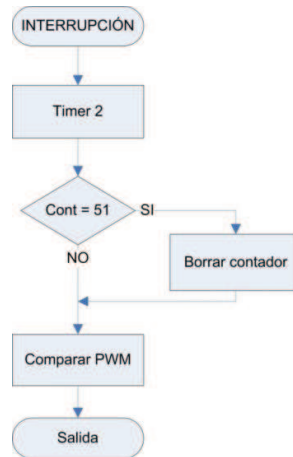 INTERRUPCIÓN
Timer 2
Cont = 51
SI
NO
Borrar contador
Comparar PWM
Salida